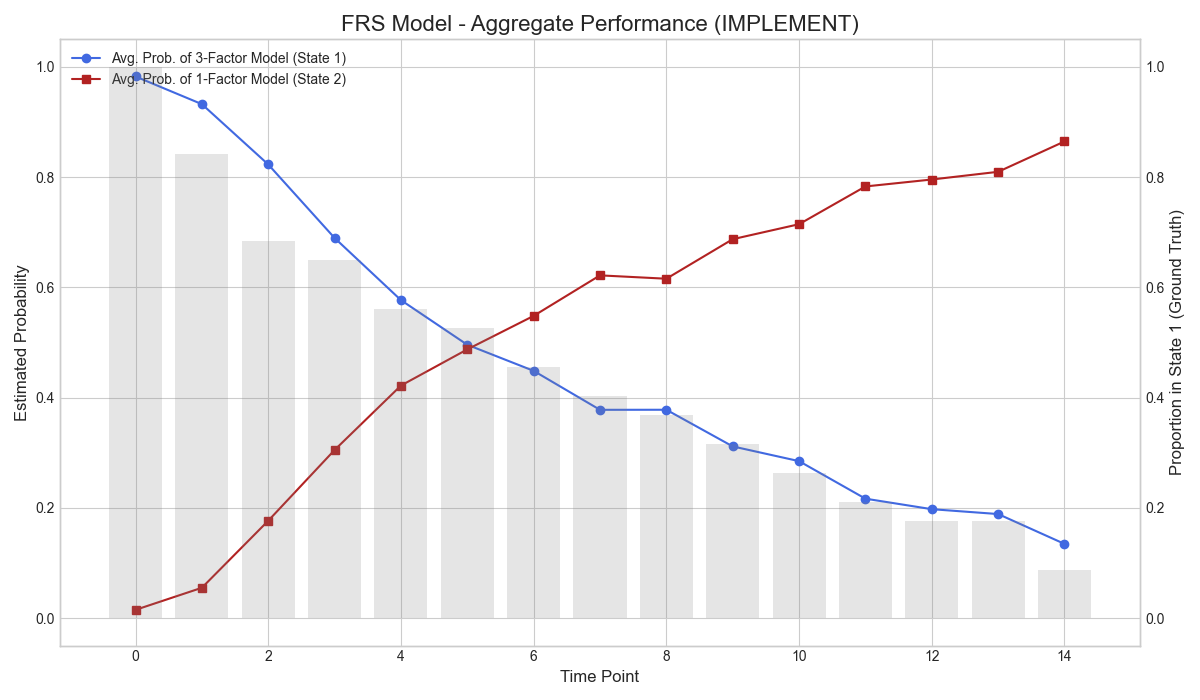 FRS Model - Aggregate Performance (IMPLEMENT)
Avg. Prob. of 3-Factor Model (State 1)
Avg. Prob. of 1-Factor Model (State 2)
Estimated Probability
1.0
0.8
0.6
0.4
0.2
0.0
1.0
0.8
0.6
0.4
0.2
0.0
Proportion in State 1 (Ground Truth)
0 2 4 6 8 10 12 14
Time Point